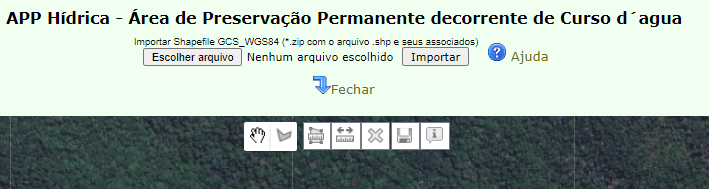 APP Hídrica - Área de Preservação Permanente decorrente de Curso d´agua
Importar Shapefile GCS_WGS84 (*.zip com o arquivo .shp e seus associados)
Escolher arquivo Nenhum arquivo escolhido Importar ? Ajuda
Fechar